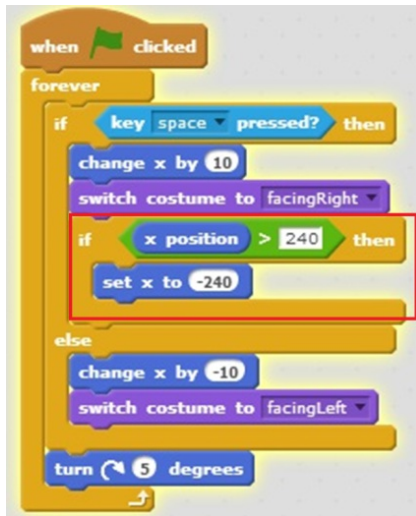 when clicked
forever
if key space pressed? then
change x by 10
switch costume to facingRight
if x position > 240 then
set x to -240
else
change x by -10
switch costume to facingLeft
turn 5 degrees